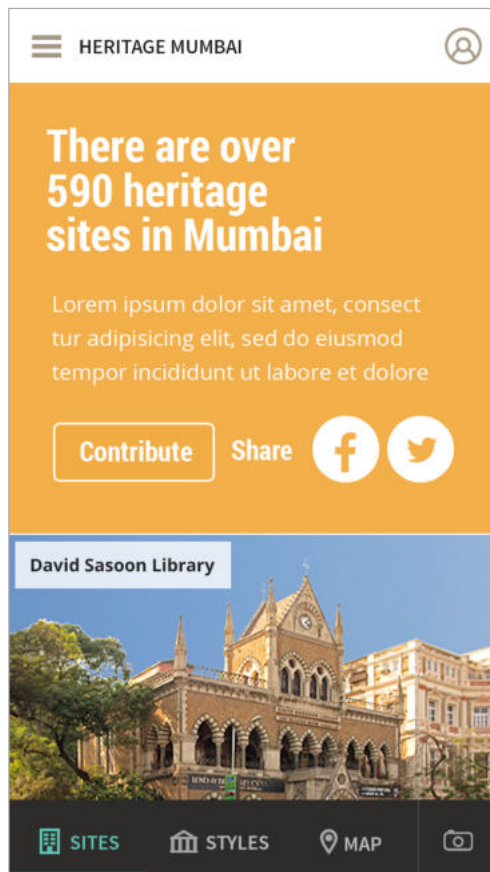 HERITAGE MUMBAI
There are over
590 heritage
sites in Mumbai
Lorem ipsum dolor sit amet, consect
tur adipisicing elit, sed do eiusmod
tempor incididunt ut labore et dolore
Contribute Share
David Sasoon Library
SITES STYLES MAP